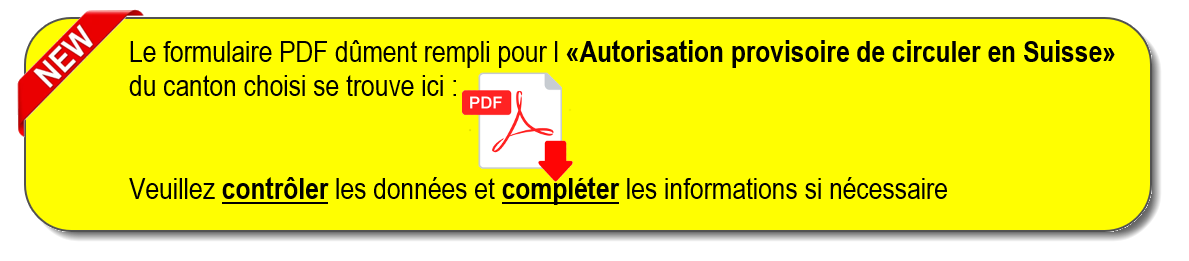 NEW
Le formulaire PDF dûment rempli pour l «Autorisation provisoire de circuler en Suisse»
du canton choisi se trouve ici :
PDF
Veuillez contrôler les données et compléter les informations si nécessaire